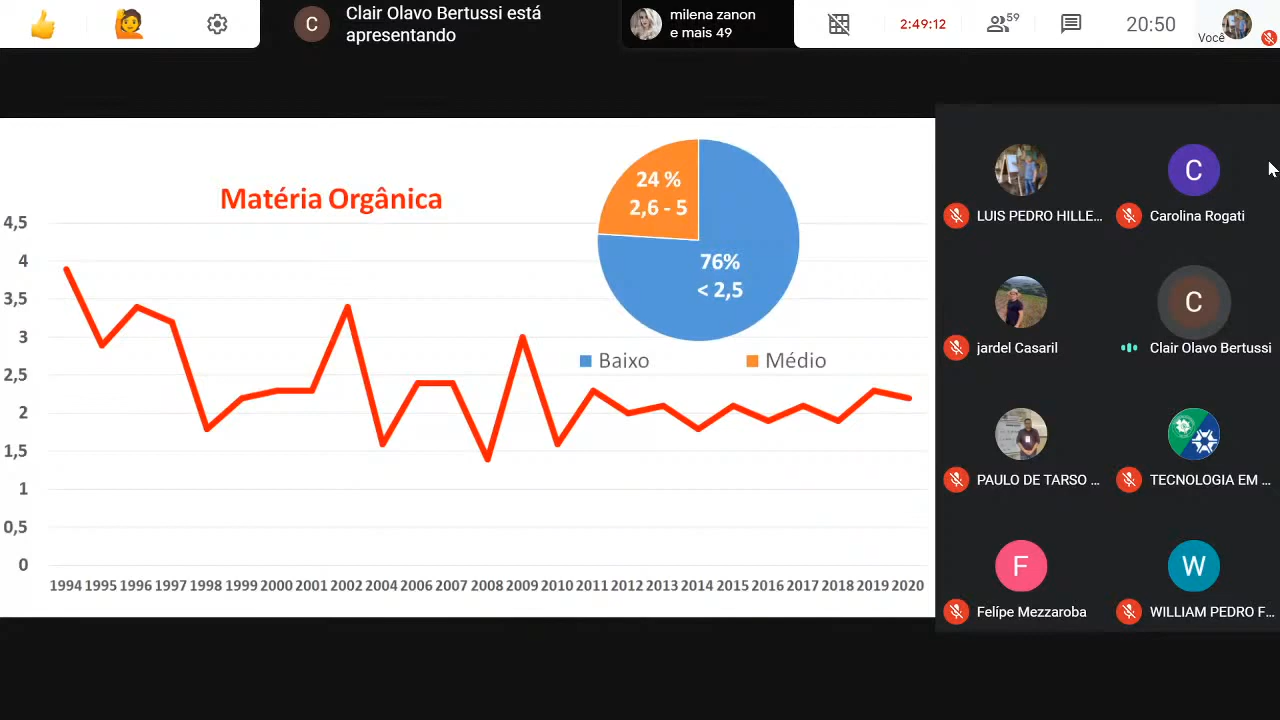 Clair Olavo Bertussi está
apresentando
C
milena zanon
e mais 49
2:49:12
59
20:50
Você
Matéria Orgânica
24 %
2,6 - 5
76%
< 2,5
Baixo
Médio
4,5
4
3,5
3
2,5
2
1,5
1
0,5
0
1994 1995 1996 1997 1998 1999 2000 2001 2002 2004 2006 2007 2008 2009 2010 2011 2012 2013 2014 2015 2016 2017 2018 2019 2020
LUIS PEDRO HILLE...
C
Carolina Rogati
jardel Casaril
C
Clair Olavo Bertussi
PAULO DE TARSO ...
TECNOLOGIA EM ...
F
Felípe Mezzaroba
W
WILLIAM PEDRO F...